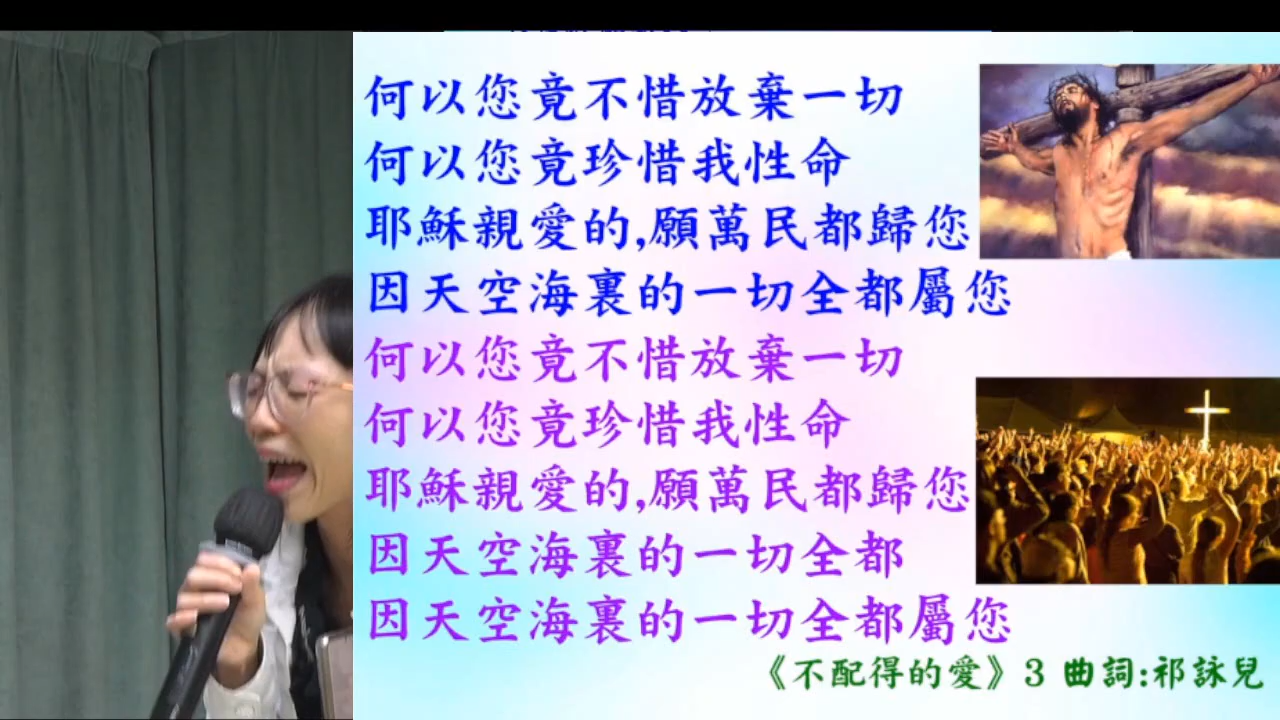 何以您竟不惜放棄一切
何以您竟珍惜我性命
耶穌親愛的,願萬民都歸您
因天空海裏的一切全都屬您
何以您竟不惜放棄一切
何以您竟珍惜我性命
耶穌親愛的,願萬民都歸您
因天空海裏的一切全都
因天空海裏的一切全都屬您
《不配得的愛》3 曲詞:祁詠兒